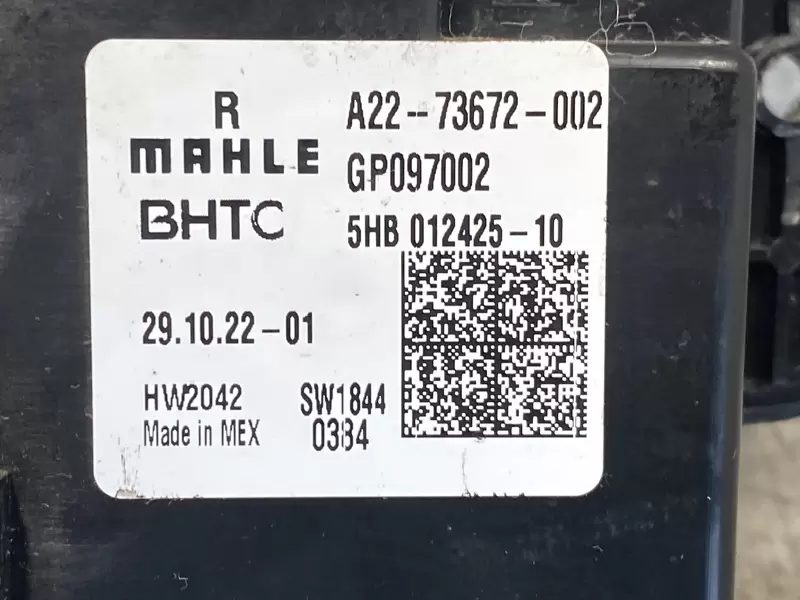 R
MAHLE
BHTC
A22-73672-002
GP097002
5HB 012425-10
29.10.22-01
HW2042 SW1844
Made in MEX 0384